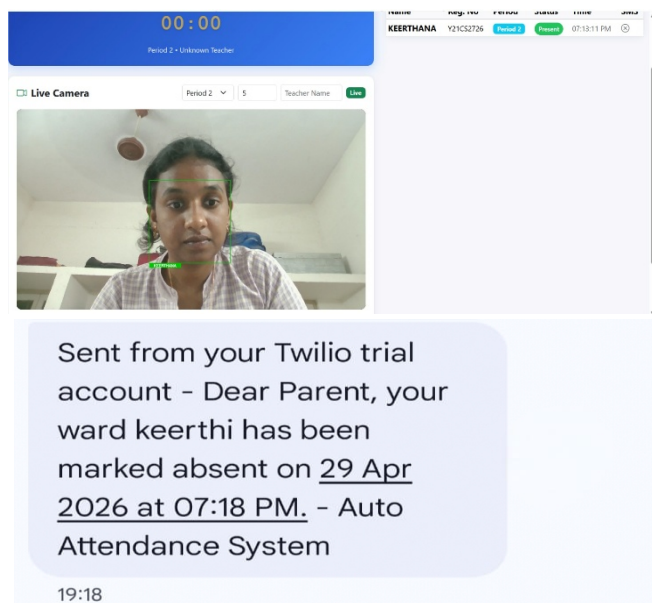 00:00
Period 2 • Unknown Teacher
Name Reg. No Period Status Time SMS
KEERTHANA Y21CS2726 Period 2 Present 07:13:11 PM
Live Camera Period 2 5 Teacher Name Live
KEERTHANA
Sent from your Twilio trial
account - Dear Parent, your
ward keerthi has been
marked absent on 29 Apr
2026 at 07:18 PM. - Auto
Attendance System
19:18